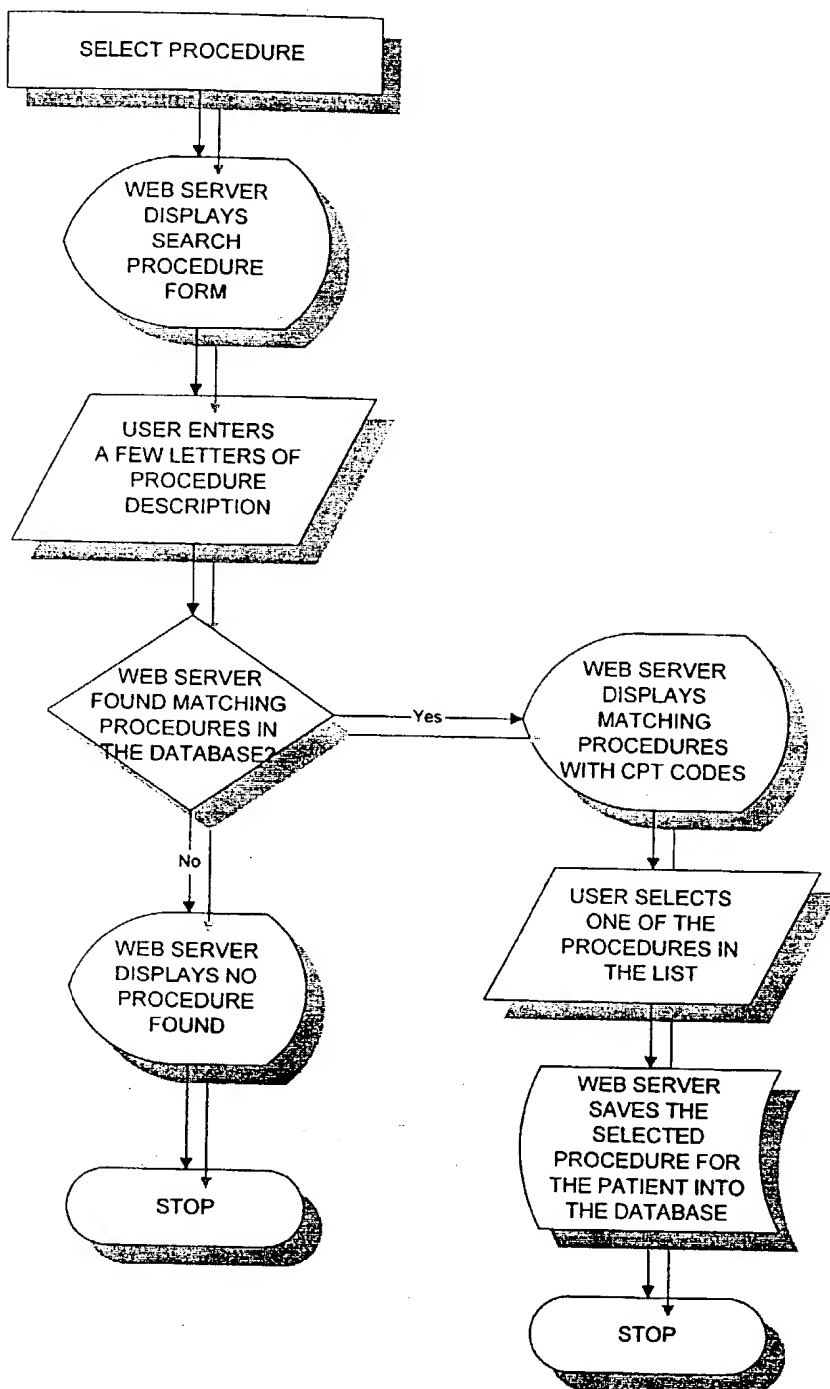 SELECT PROCEDURE
WEB SERVER
DISPLAYS
SEARCH
PROCEDURE
FORM
USER ENTERS
A FEW LETTERS OF
PROCEDURE
DESCRIPTION
WEB SERVER
FOUND MATCHING
PROCEDURES IN
THE DATABASE?
Yes
WEB SERVER
DISPLAYS
MATCHING
PROCEDURES
WITH CPT CODES
No
WEB SERVER
DISPLAYS NO
PROCEDURE
FOUND
STOP
USER SELECTS
ONE OF THE
PROCEDURES IN
THE LIST
WEB SERVER
SAVES THE
SELECTED
PROCEDURE FOR
THE PATIENT INTO
THE DATABASE
STOP